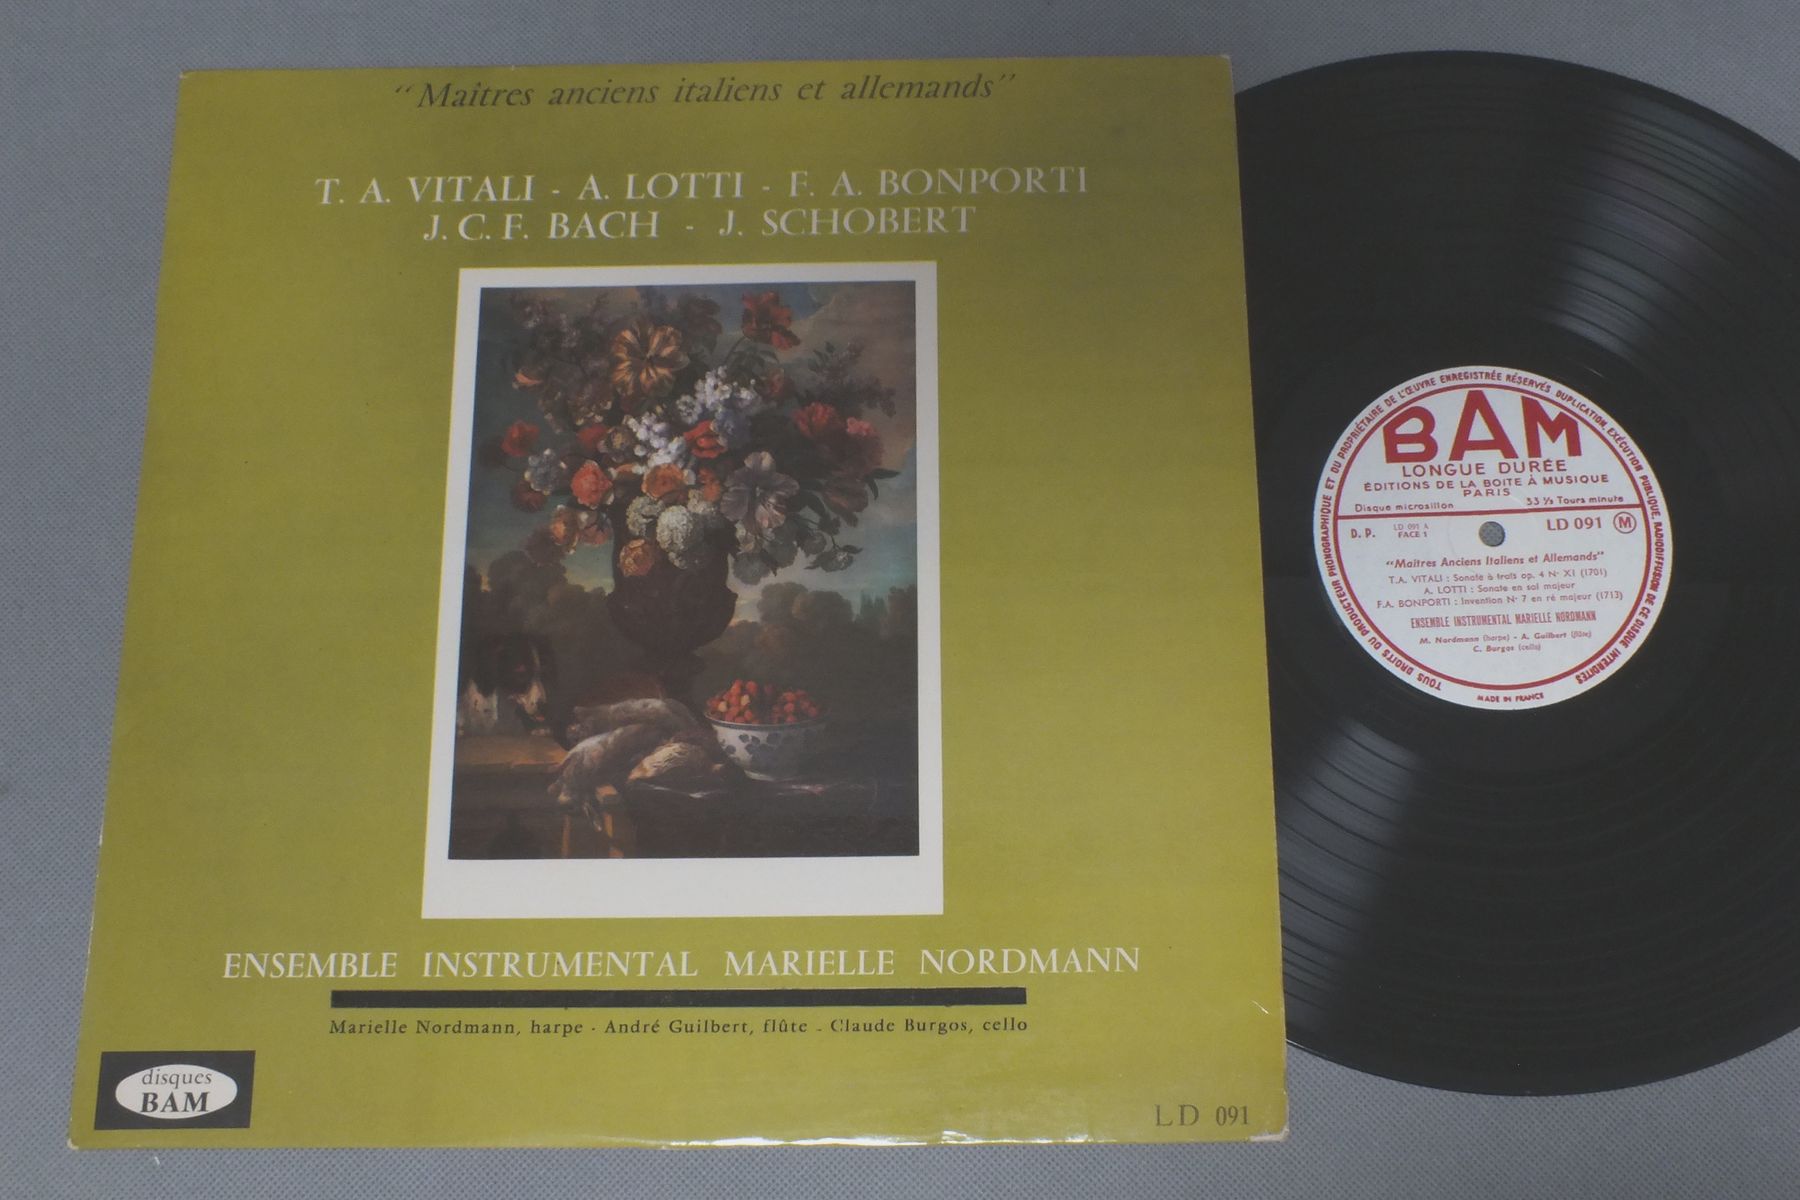 “Maîtres anciens italiens et allemands”
T. A. VITALI - A. LOTTI - F. A. BONPORTI
J. C. F. BACH - J. SCHOBERT
ENSEMBLE INSTRUMENTAL MARIELLE NORDMANN
Marielle Nordmann, harpe - André Guilbert, flûte - Claude Burgos, cello
disques
BAM
LD 091
TOUS DROITS DU PRODUCTEUR PHONOGRAPHIQUE ET DU PROPRIÉTAIRE DE L'ŒUVRE ENREGISTRÉE RÉSERVÉS. DUPLICATION, EXÉCUTION PUBLIQUE, RADIODIFFUSION DE CE DISQUE INTERDITES
BAM
LONGUE DURÉE
ÉDITIONS DE LA BOITE À MUSIQUE
PARIS
Disque microsillon 33 ⅓ Tours minute
D. P. LD 091 A LD 091 M
FACE 1
“Maîtres Anciens Italiens et Allemands”
T.A. VITALI : Sonate à trois op. 4 N° XI (1701)
A. LOTTI : Sonate en sol majeur
F.A. BONPORTI : Invention N° 7 en ré majeur (1713)
ENSEMBLE INSTRUMENTAL MARIELLE NORDMANN
M. Nordmann (harpe) - A. Guilbert (flûte)
C. Burgos (cello)
MADE IN FRANCE